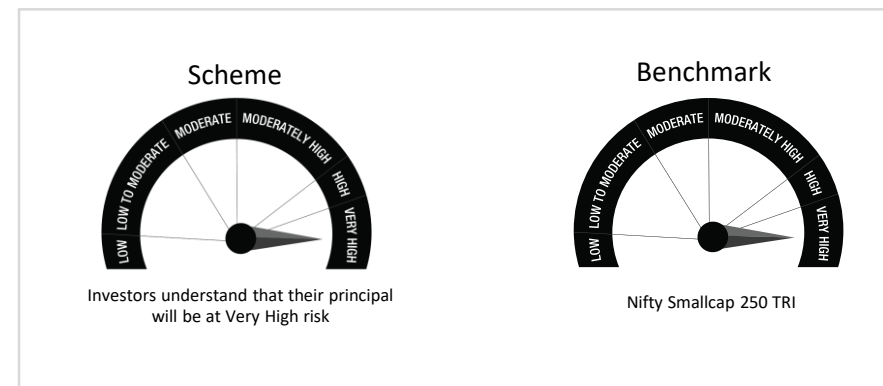 Scheme
LOW
LOW TO MODERATE
MODERATE
MODERATELY HIGH
HIGH
VERY HIGH
Investors understand that their principal
will be at Very High risk
Benchmark
LOW
LOW TO MODERATE
MODERATE
MODERATELY HIGH
HIGH
VERY HIGH
Nifty Smallcap 250 TRI